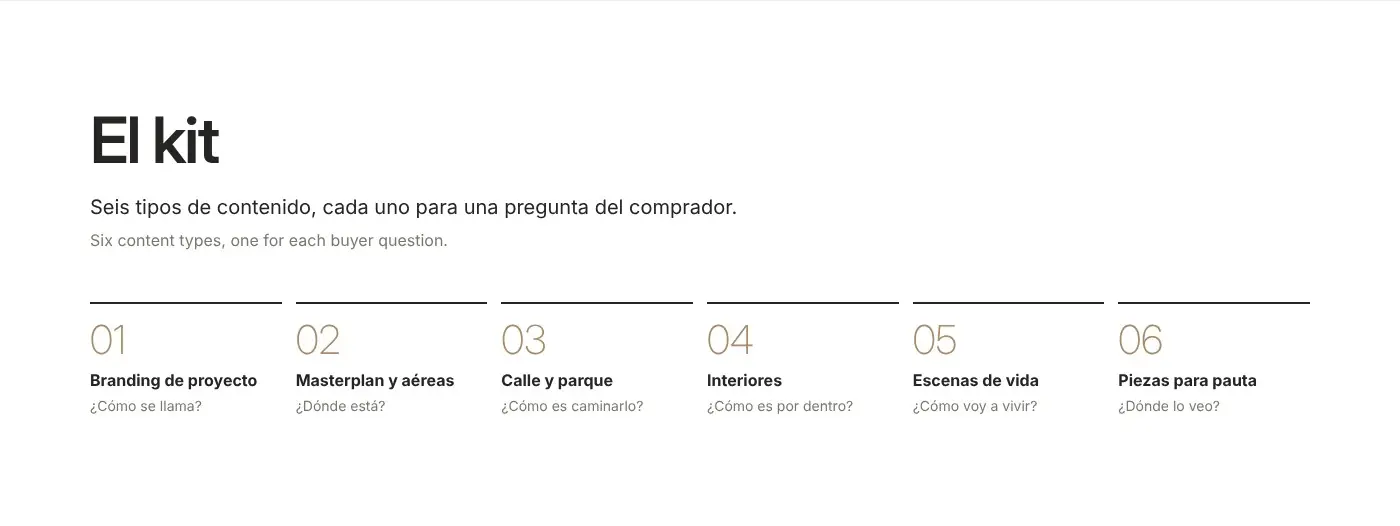 El kit
Seis tipos de contenido, cada uno para una pregunta del comprador.
Six content types, one for each buyer question.
01
Branding de proyecto
¿Cómo se llama?
02
Masterplan y aéreas
¿Dónde está?
03
Calle y parque
¿Cómo es caminarlo?
04
Interiores
¿Cómo es por dentro?
05
Escenas de vida
¿Cómo voy a vivir?
06
Piezas para pauta
¿Dónde lo veo?